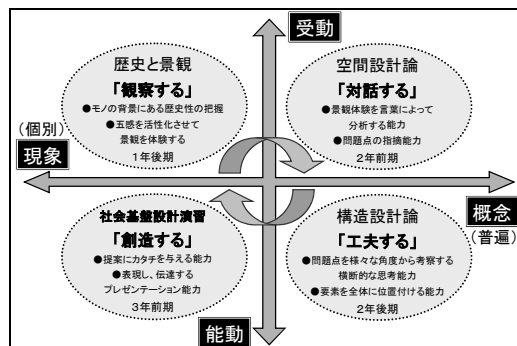 受動
歴史と景観
「観察する」
●モノの背景にある歴史性の把握
●五感を活性化させて
景観を体験する
1年後期
空間設計論
「対話する」
●景観体験を言葉によって
分析する能力
●問題点の指摘能力
2年前期
(個別)
現象
概念
(普遍)
社会基盤設計演習
「創造する」
●提案にカタチを与える能力
●表現し、伝達する
プレゼンテーション能力
3年前期
構造設計論
「工夫する」
●問題点を様々な角度から考察する
横断的な思考能力
●要素を全体に位置付ける能力
2年後期
能動